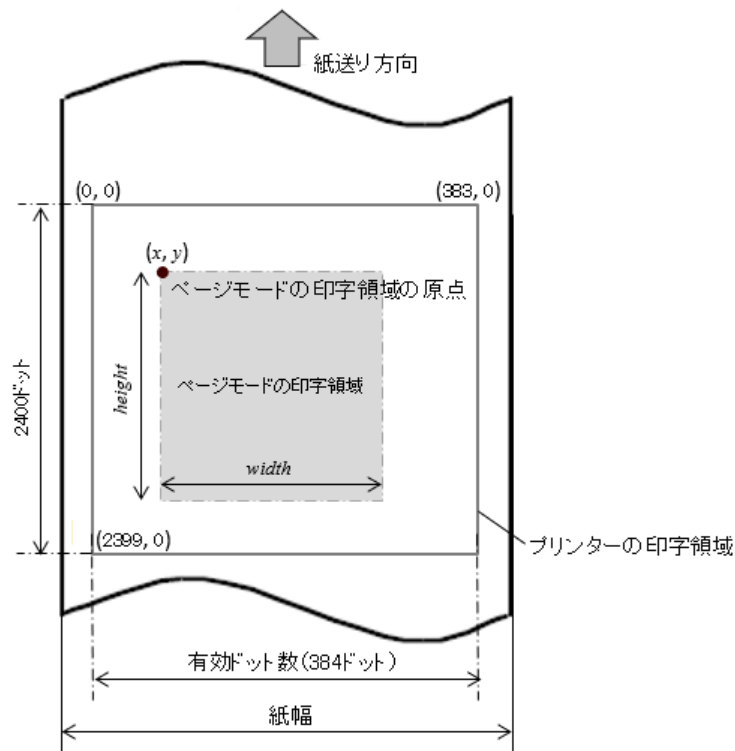 紙送り方向
(0, 0)
(383, 0)
(x, y)
ページモードの印字領域の原点
2400ドット
height
ページモードの印字領域
width
(2399, 0)
プリンターの印字領域
有効ドット数(384ドット)
紙幅